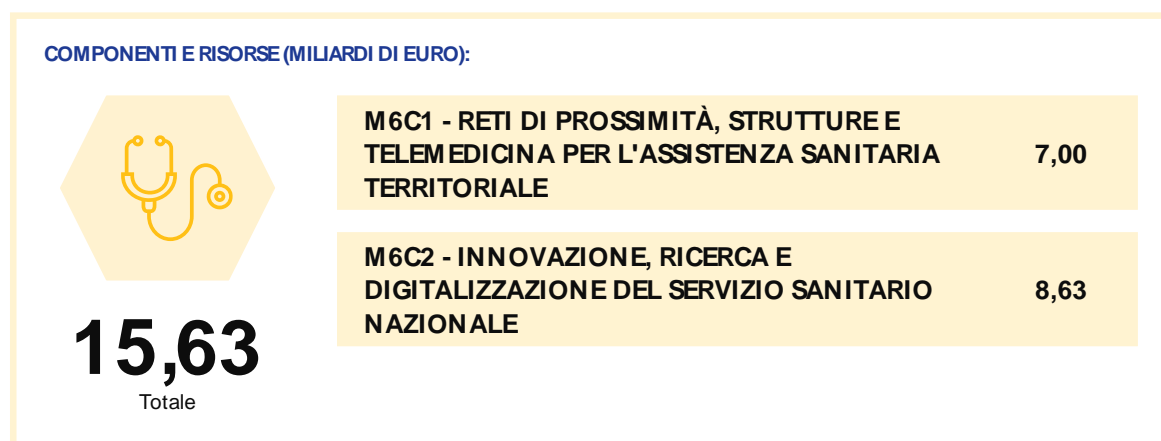 COMPONENTI E RISORSE (MILIARDI DI EURO):
M6C1 - RETI DI PROSSIMITÀ, STRUTTURE E
TELEMEDICINA PER L'ASSISTENZA SANITARIA
TERRITORIALE
7,00
M6C2 - INNOVAZIONE, RICERCA E
DIGITALIZZAZIONE DEL SERVIZIO SANITARIO
NAZIONALE
8,63
15,63
Totale